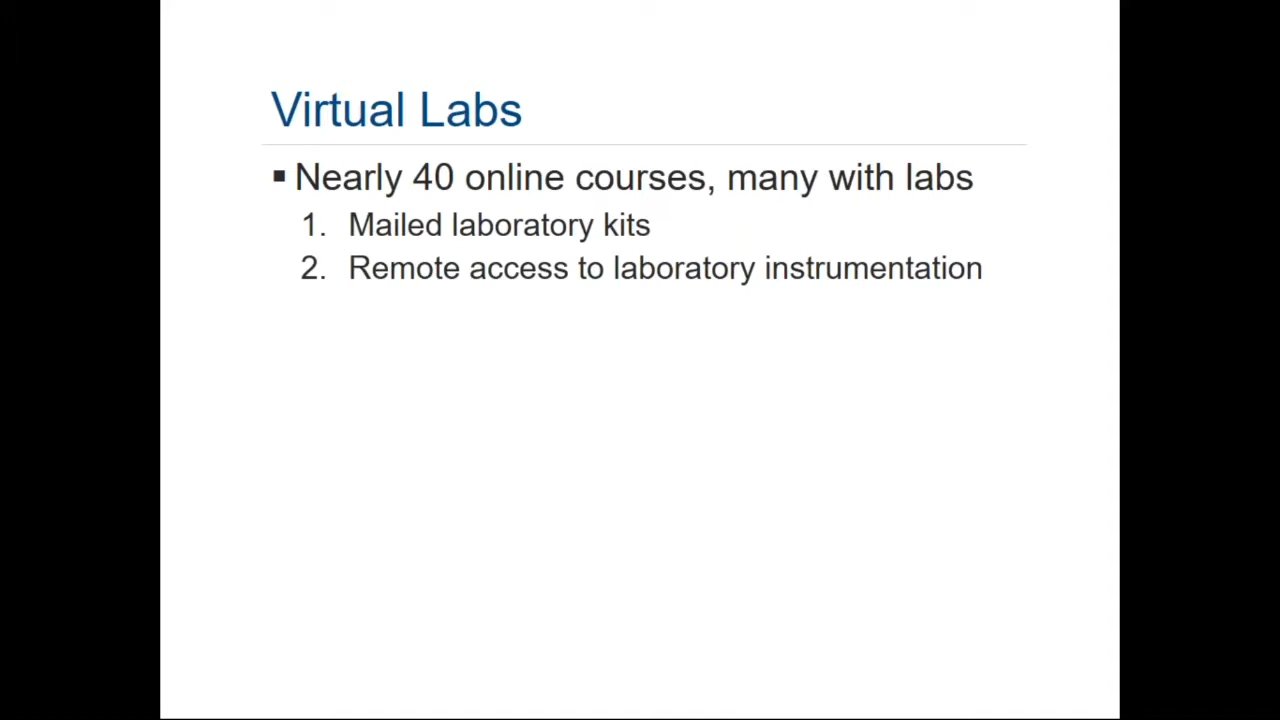 Virtual Labs
▪ Nearly 40 online courses, many with labs
1. Mailed laboratory kits
2. Remote access to laboratory instrumentation